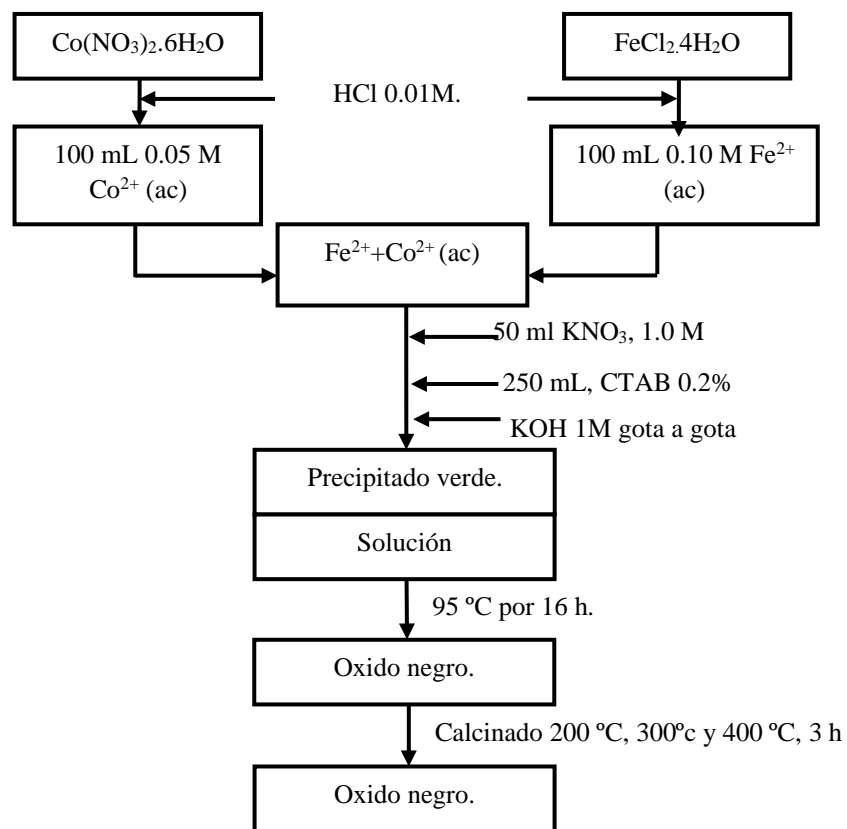 Co(NO₃)₂.6H₂O
FeCl₂.4H₂O
HCl 0.01M.
100 mL 0.05 M
Co²⁺ (ac)
100 mL 0.10 M Fe²⁺
(ac)
Fe²⁺+Co²⁺ (ac)
50 ml KNO₃, 1.0 M
250 mL, CTAB 0.2%
KOH 1M gota a gota
Precipitado verde.
Solución
95 ºC por 16 h.
Oxido negro.
Calcinado 200 ºC, 300ºc y 400 ºC, 3 h
Oxido negro.